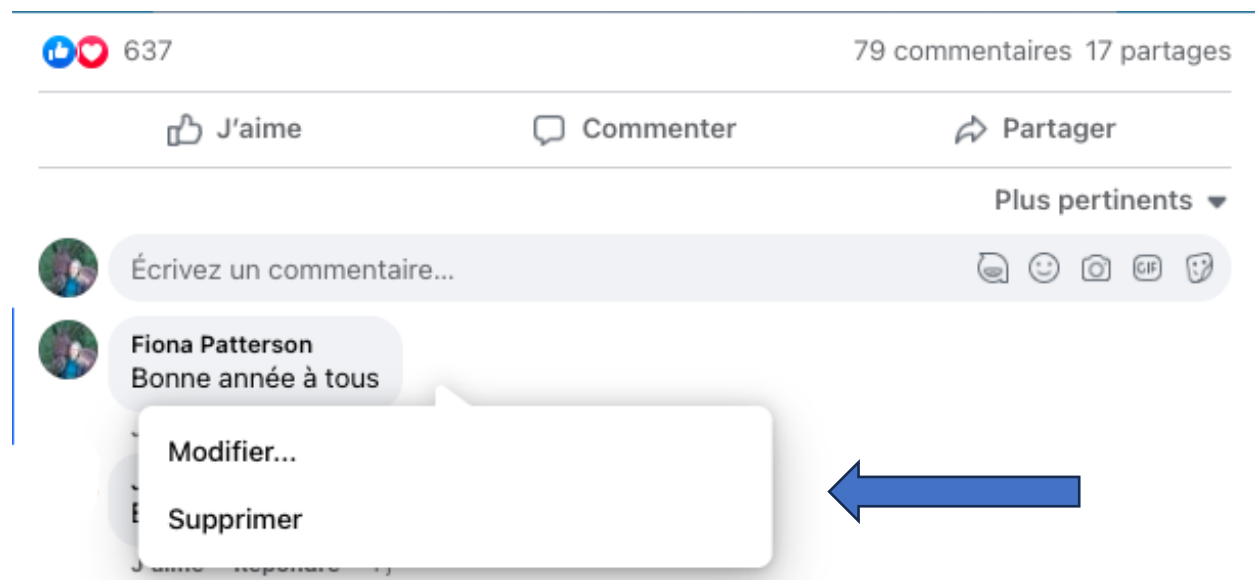 637
79 commentaires 17 partages
J'aime
Commenter
Partager
Plus pertinents
Écrivez un commentaire...
GIF
Fiona Patterson
Bonne année à tous
Modifier...
Supprimer